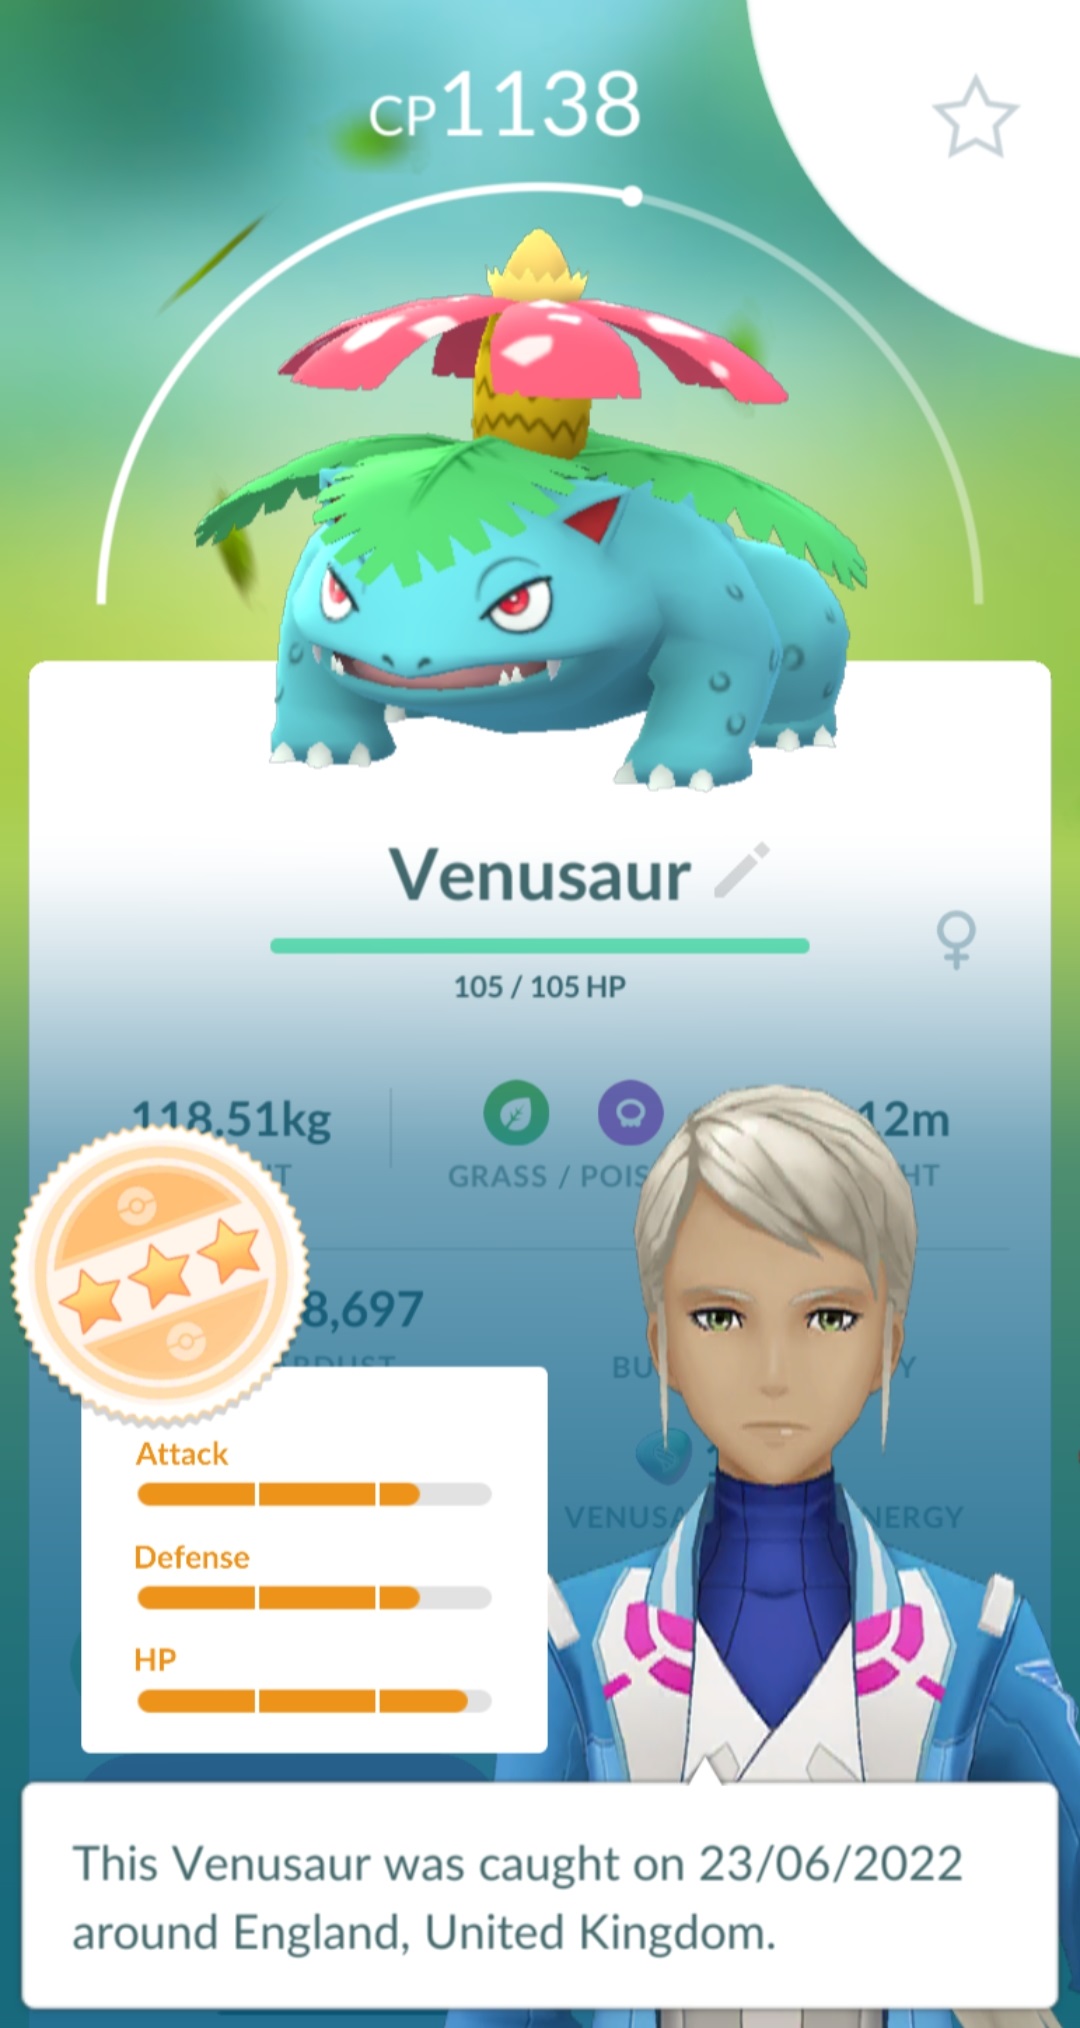 CP1138
Venusaur
105 / 105 HP
118.51kg
GRASS / POIS
12m
HT
8,697
Attack
Defense
HP
This Venusaur was caught on 23/06/2022
around England, United Kingdom.